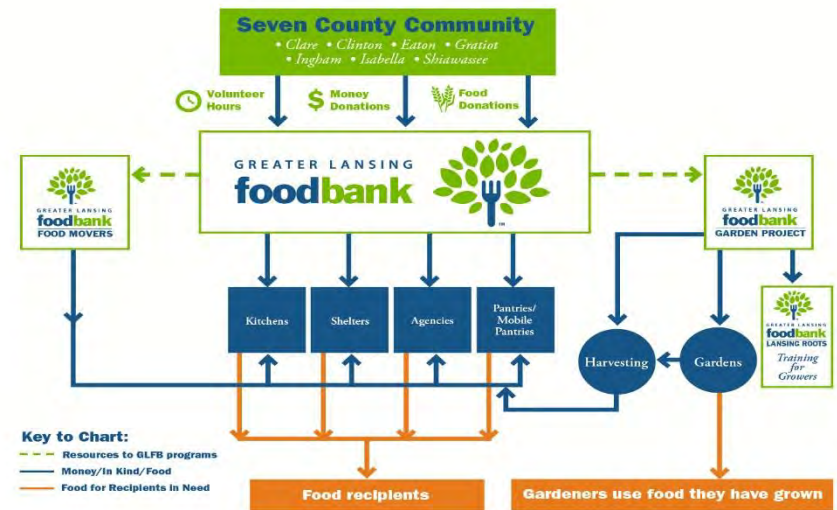 Seven County Community
• Clare • Clinton • Eaton • Gratiot
• Ingham • Isabella • Shiawassee
Volunteer
Hours
Money
Donations
Food
Donations
GREATER LANSING
foodbank
GREATER LANSING
foodbank
FOOD MOVERS
GREATER LANSING
foodbank
GARDEN PROJECT
Kitchens
Shelters
Agencies
Pantries/
Mobile
Pantries
Harvesting
Gardens
GREATER LANSING
foodbank
LANSING ROOTS
Training
for
Growers
Key to Chart:
Resources to GLFB programs
Money/In Kind/Food
Food for Recipients in Need
Food recipients
Gardeners use food they have grown